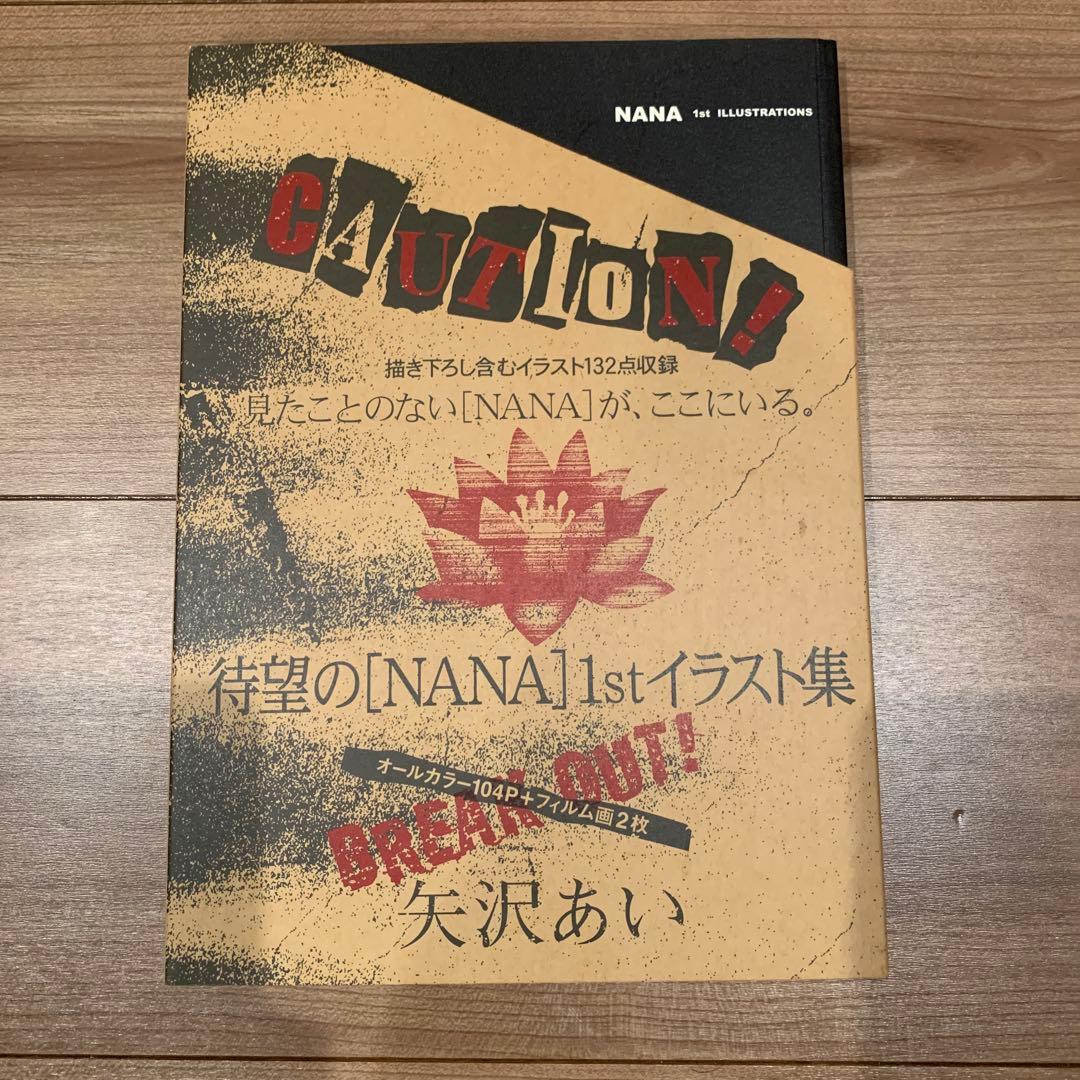 NANA 1st ILLUSTRATIONS
CAUTION!
描き下ろし含むイラスト132点収録
見たことのない[NANA]が、ここにいる。
待望の[NANA]1stイラスト集
BREAK OUT!
オールカラー104P+フィルム画2枚
矢沢あい